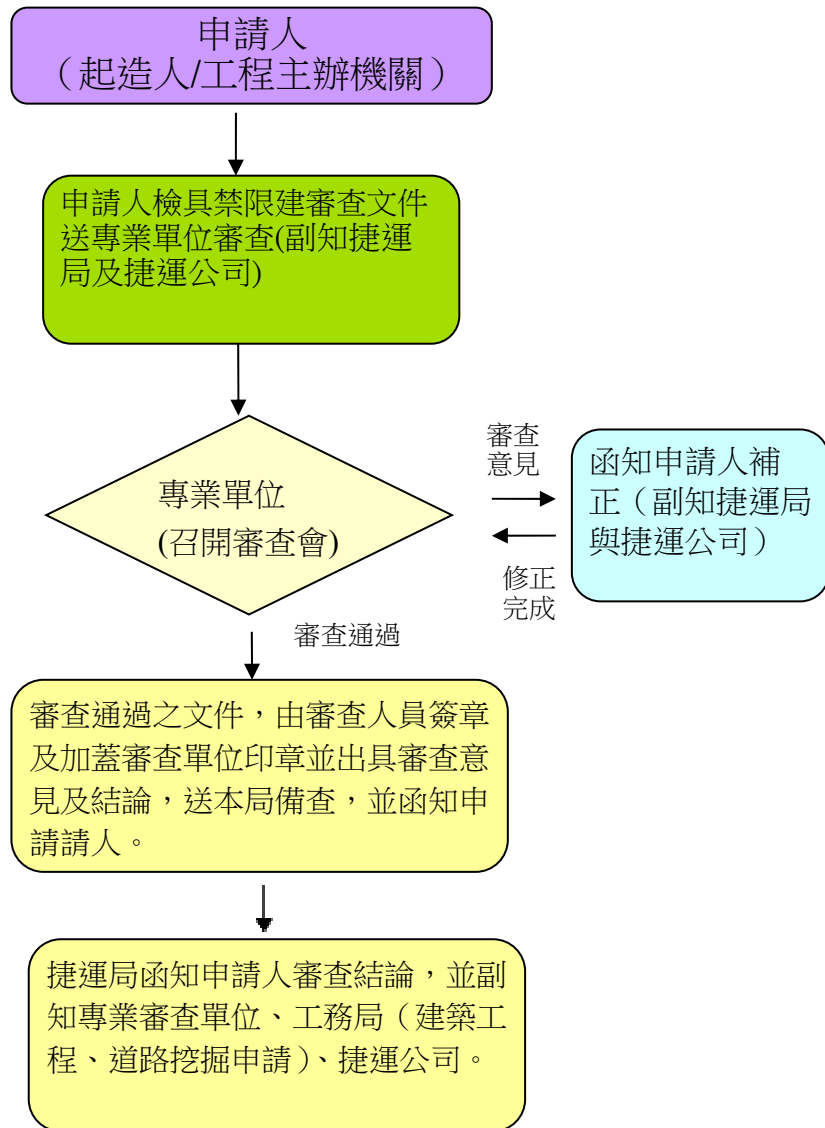 申請人
（起造人/工程主辦機關）
申請人檢具禁限建審查文件
送專業單位審查(副知捷運
局及捷運公司)
專業單位
(召開審查會)
審查
意見
函知申請人補
正（副知捷運局
與捷運公司）
修正
完成
審查通過
審查通過之文件，由審查人員簽章
及加蓋審查單位印章並出具審查意
見及結論，送本局備查，並函知申
請請人。
捷運局函知申請人審查結論，並副
知專業審查單位、工務局（建築工
程、道路挖掘申請）、捷運公司。